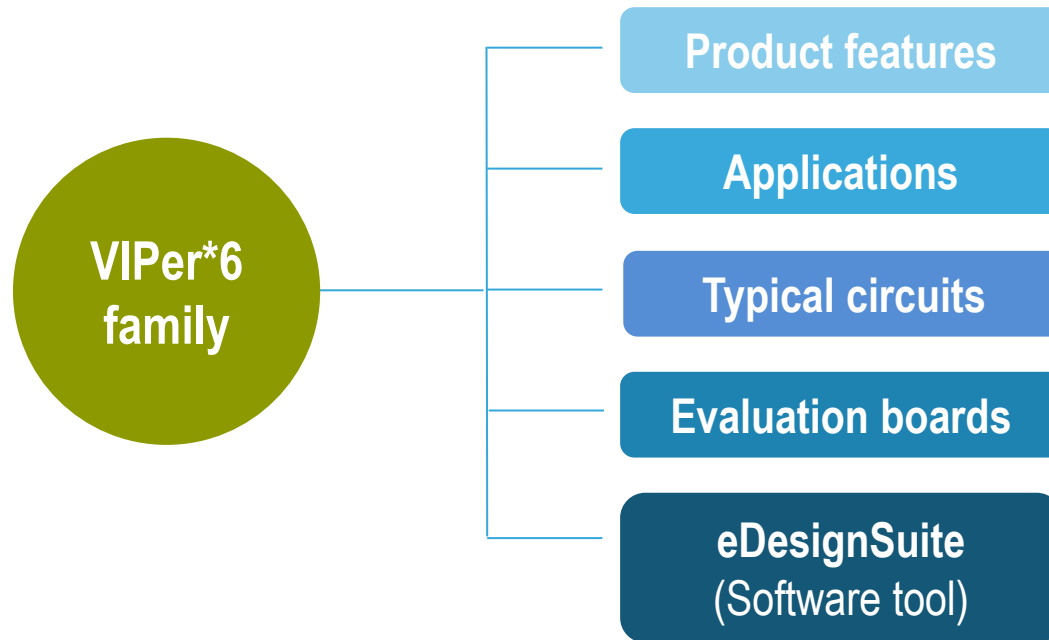 Product features
Applications
VIPer*6
family
Typical circuits
Evaluation boards
eDesignSuite
(Software tool)